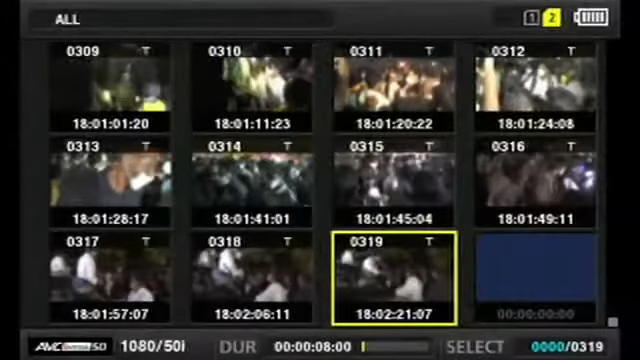 ALL 1 2
0309 T 0310 T 0311 T 0312 T
18:01:01:20 18:01:11:23 18:01:20:22 18:01:24:08
0313 T 0314 T 0315 T 0316 T
18:01:28:17 18:01:41:01 18:01:45:04 18:01:49:11
0317 T 0318 T 0319 T
18:01:57:07 18:02:06:11 18:02:21:07 00:00:00:00
AVC 50 1080/50i DUR 00:00:08:00 SELECT 0000/0319